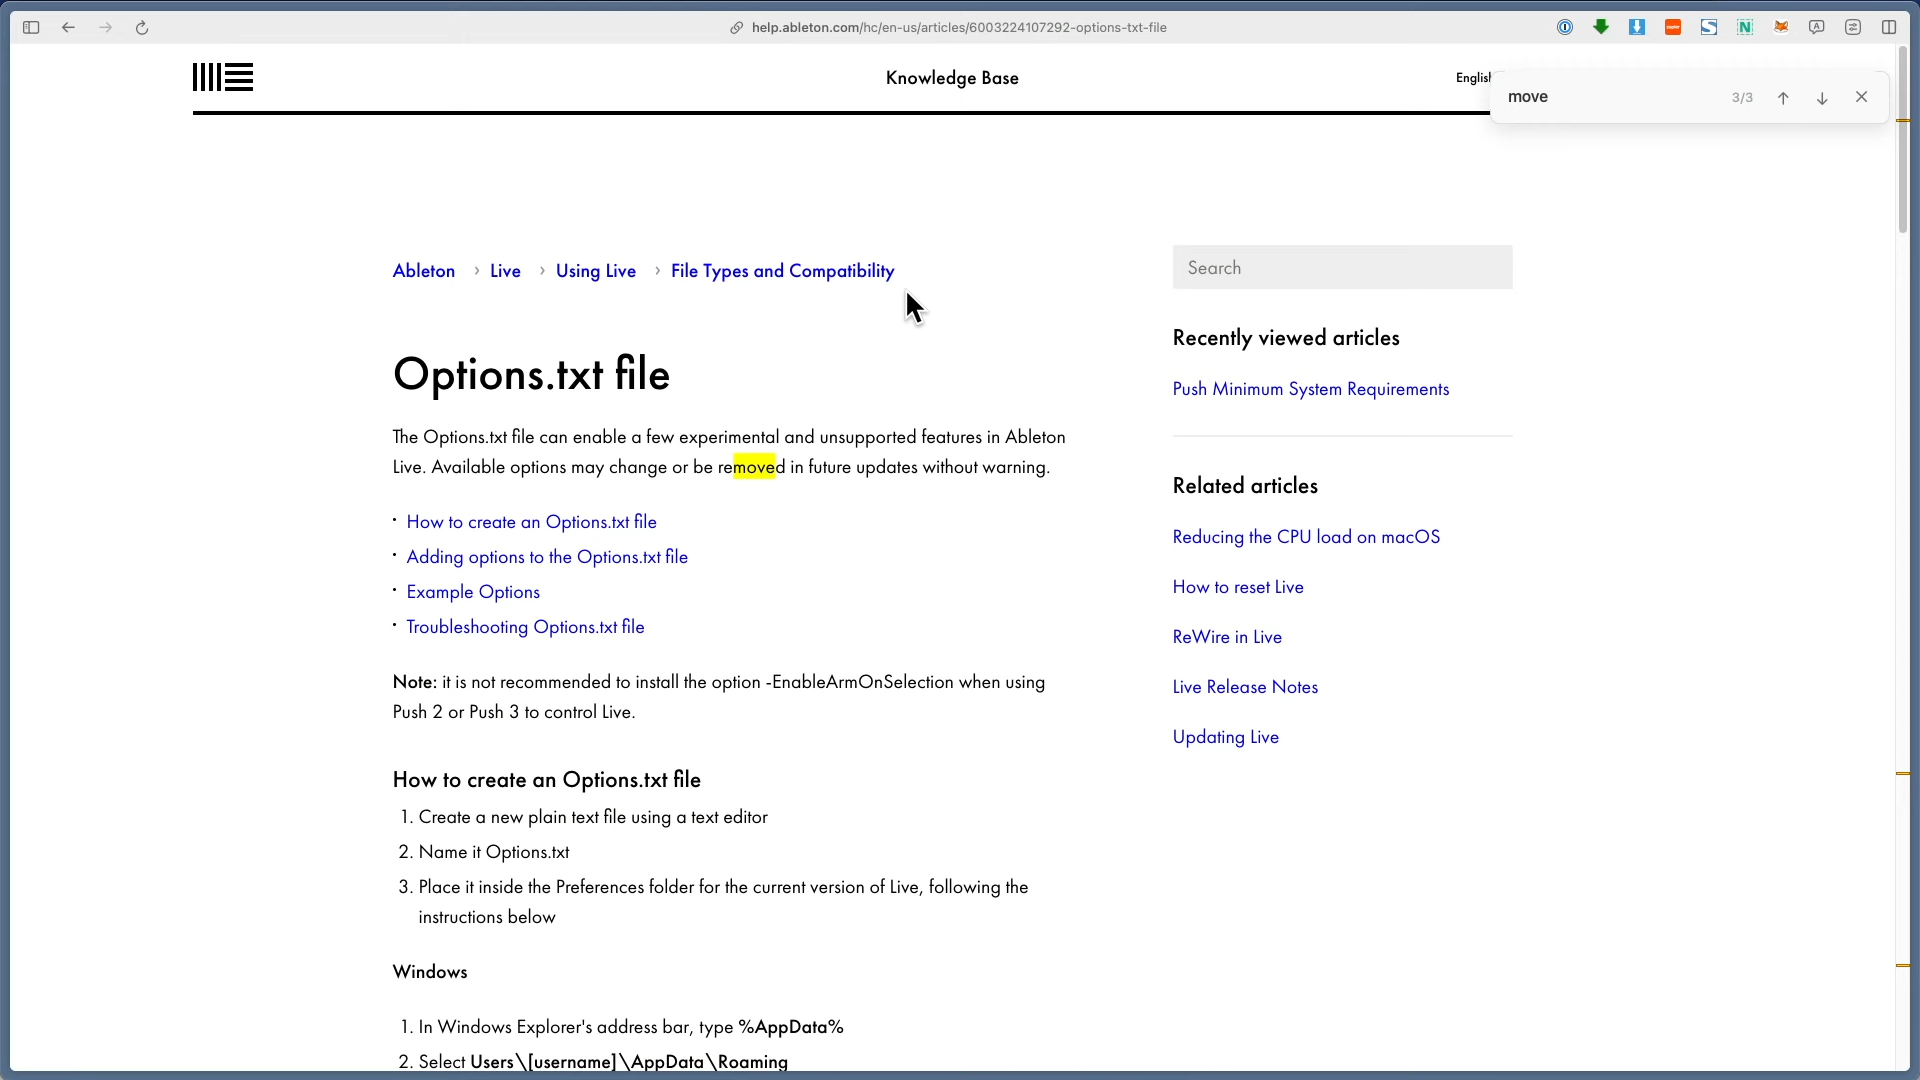 help.ableton.com/hc/en-us/articles/6003224107292-options-txt-file
Knowledge Base
English
move
3/3
Ableton › Live › Using Live › File Types and Compatibility
Search
Options.txt file
The Options.txt file can enable a few experimental and unsupported features in Ableton
Live. Available options may change or be removed in future updates without warning.
· How to create an Options.txt file
· Adding options to the Options.txt file
· Example Options
· Troubleshooting Options.txt file
Note: it is not recommended to install the option -EnableArmOnSelection when using
Push 2 or Push 3 to control Live.
How to create an Options.txt file
1. Create a new plain text file using a text editor
2. Name it Options.txt
3. Place it inside the Preferences folder for the current version of Live, following the
instructions below
Windows
1. In Windows Explorer's address bar, type %AppData%
2. Select Users\[username]\AppData\Roaming
Recently viewed articles
Push Minimum System Requirements
Related articles
Reducing the CPU load on macOS
How to reset Live
ReWire in Live
Live Release Notes
Updating Live